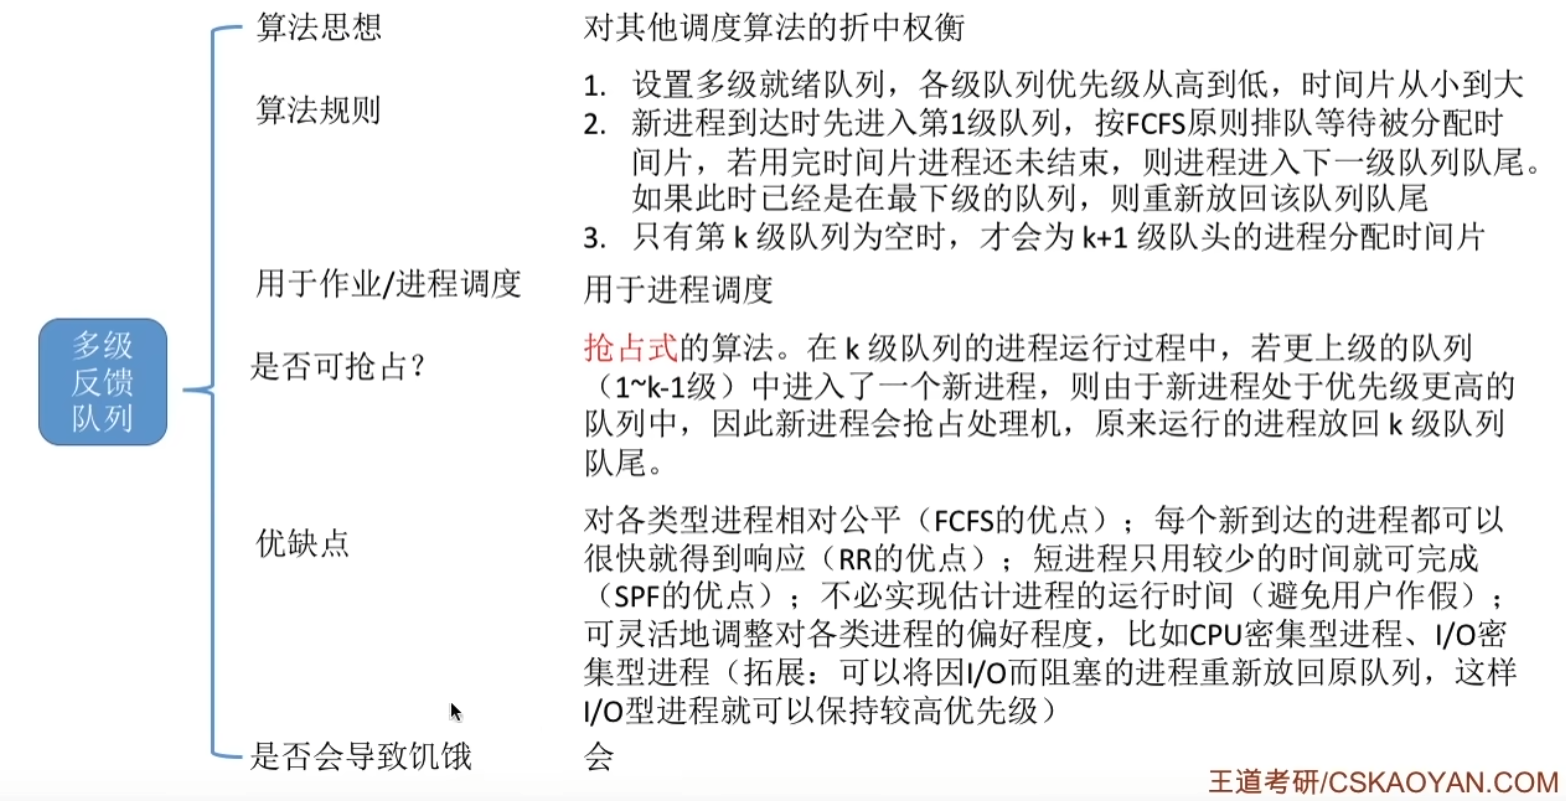 算法思想
对其他调度算法的折中权衡
算法规则
1. 设置多级就绪队列，各级队列优先级从高到低，时间片从小到大
2. 新进程到达时先进入第1级队列，按FCFS原则排队等待被分配时
间片，若用完时间片进程还未结束，则进程进入下一级队列队尾。
如果此时已经是在最下级的队列，则重新放回该队列队尾
3. 只有第 k 级队列为空时，才会为 k+1 级队头的进程分配时间片
用于作业/进程调度
用于进程调度
多级
反馈
队列
是否可抢占？
抢占式的算法。在 k 级队列的进程运行过程中，若更上级的队列
（1~k-1级）中进入了一个新进程，则由于新进程处于优先级更高的
队列中，因此新进程会抢占处理机，原来运行的进程放回 k 级队列
队尾。
优缺点
对各类型进程相对公平（FCFS的优点）；每个新到达的进程都可以
很快就得到响应（RR的优点）；短进程只用较少的时间就可完成
（SPF的优点）；不必实现估计进程的运行时间（避免用户作假）；
可灵活地调整对各类进程的偏好程度，比如CPU密集型进程、I/O密
集型进程（拓展：可以将因I/O而阻塞的进程重新放回原队列，这样
I/O型进程就可以保持较高优先级）
是否会导致饥饿
会
王道考研/CSKAOYAN.COM